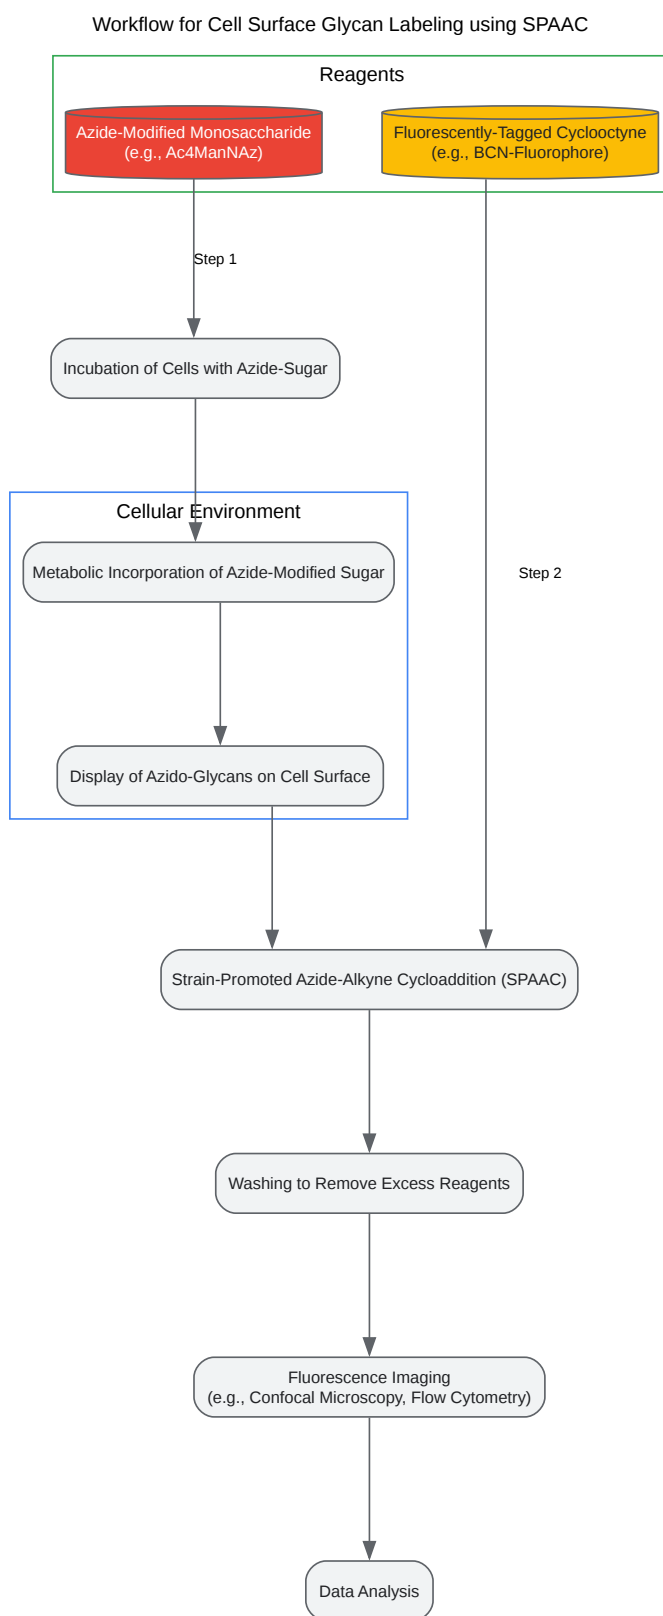 Workflow for Cell Surface Glycan Labeling using SPAAC
Reagents
Azide-Modified Monosaccharide
(e.g., Ac4ManNAz)
Fluorescently-Tagged Cyclooctyne
(e.g., BCN-Fluorophore)
Step 1
Incubation of Cells with Azide-Sugar
Cellular Environment
Metabolic Incorporation of Azide-Modified Sugar
Step 2
Display of Azido-Glycans on Cell Surface
Strain-Promoted Azide-Alkyne Cycloaddition (SPAAC)
Washing to Remove Excess Reagents
Fluorescence Imaging
(e.g., Confocal Microscopy, Flow Cytometry)
Data Analysis